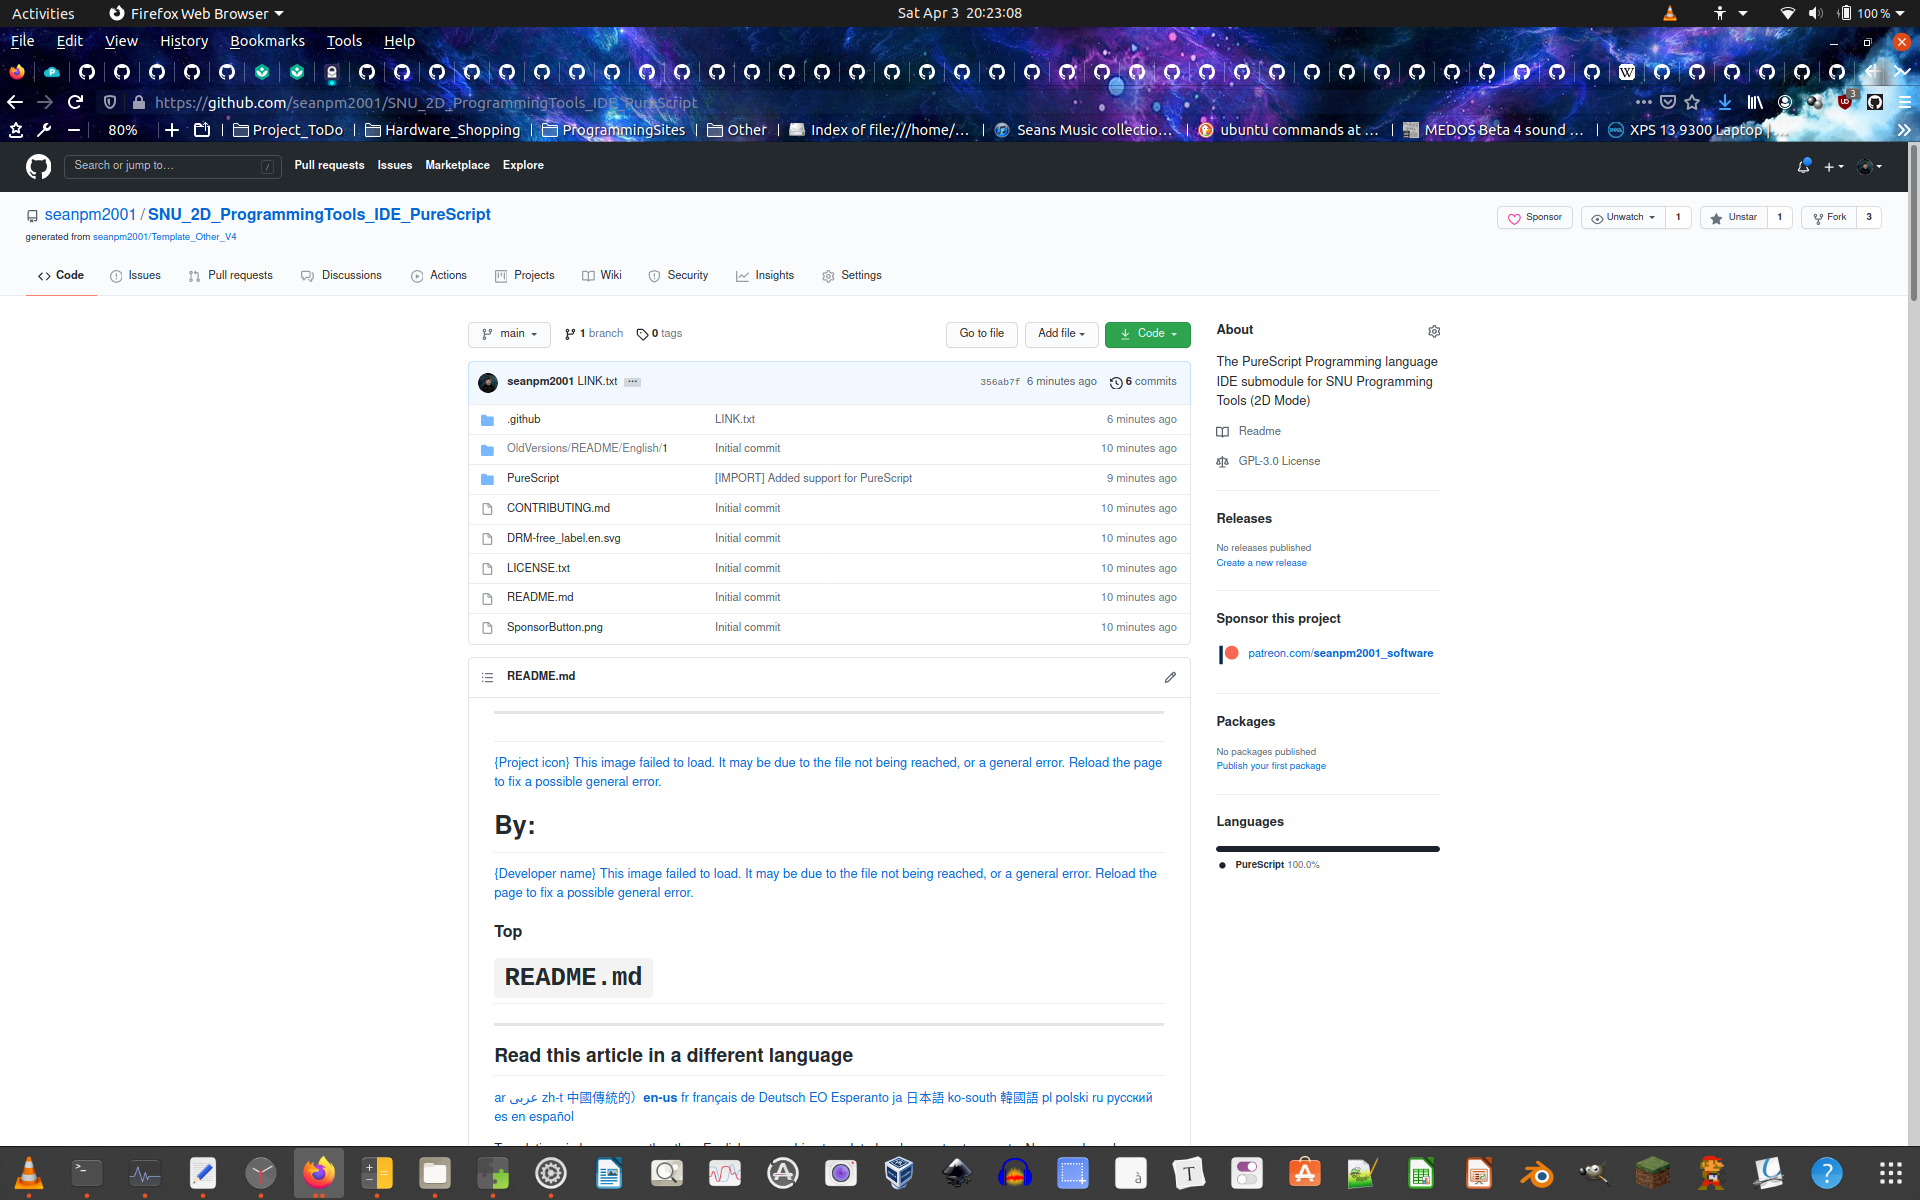 Activities Firefox Web Browser Sat Apr 3 20:23:08 100 %
File Edit View History Bookmarks Tools Help
https://github.com/seanpm2001/SNU_2D_ProgrammingTools_IDE_PureScript 3
80% Project_ToDo Hardware_Shopping ProgrammingSites Other Index of file:///home/… Seans Music collectio… ubuntu commands at … MEDOS Beta 4 sound … XPS 13 9300 Laptop
Search or jump to… / Pull requests Issues Marketplace Explore
seanpm2001 / SNU_2D_ProgrammingTools_IDE_PureScript Sponsor Unwatch 1 Unstar 1 Fork 3
generated from seanpm2001/Template_Other_V4
Code Issues Pull requests Discussions Actions Projects Wiki Security Insights Settings
main 1 branch 0 tags Go to file Add file Code
seanpm2001 LINK.txt ... 356ab7f 6 minutes ago 6 commits
.github LINK.txt 6 minutes ago
OldVersions/README/English/1 Initial commit 10 minutes ago
PureScript [IMPORT] Added support for PureScript 9 minutes ago
CONTRIBUTING.md Initial commit 10 minutes ago
DRM-free_label.en.svg Initial commit 10 minutes ago
LICENSE.txt Initial commit 10 minutes ago
README.md Initial commit 10 minutes ago
SponsorButton.png Initial commit 10 minutes ago
README.md
{Project icon} This image failed to load. It may be due to the file not being reached, or a general error. Reload the page
to fix a possible general error.
By:
{Developer name} This image failed to load. It may be due to the file not being reached, or a general error. Reload the
page to fix a possible general error.
Top
README.md
Read this article in a different language
ar عربى zh-t 中國傳統的） en-us fr français de Deutsch EO Esperanto ja 日本語 ko-south 韓國語 pl polski ru русский
es en español
About
The PureScript Programming language
IDE submodule for SNU Programming
Tools (2D Mode)
Readme
GPL-3.0 License
Releases
No releases published
Create a new release
Sponsor this project
patreon.com/seanpm2001_software
Packages
No packages published
Publish your first package
Languages
PureScript 100.0%